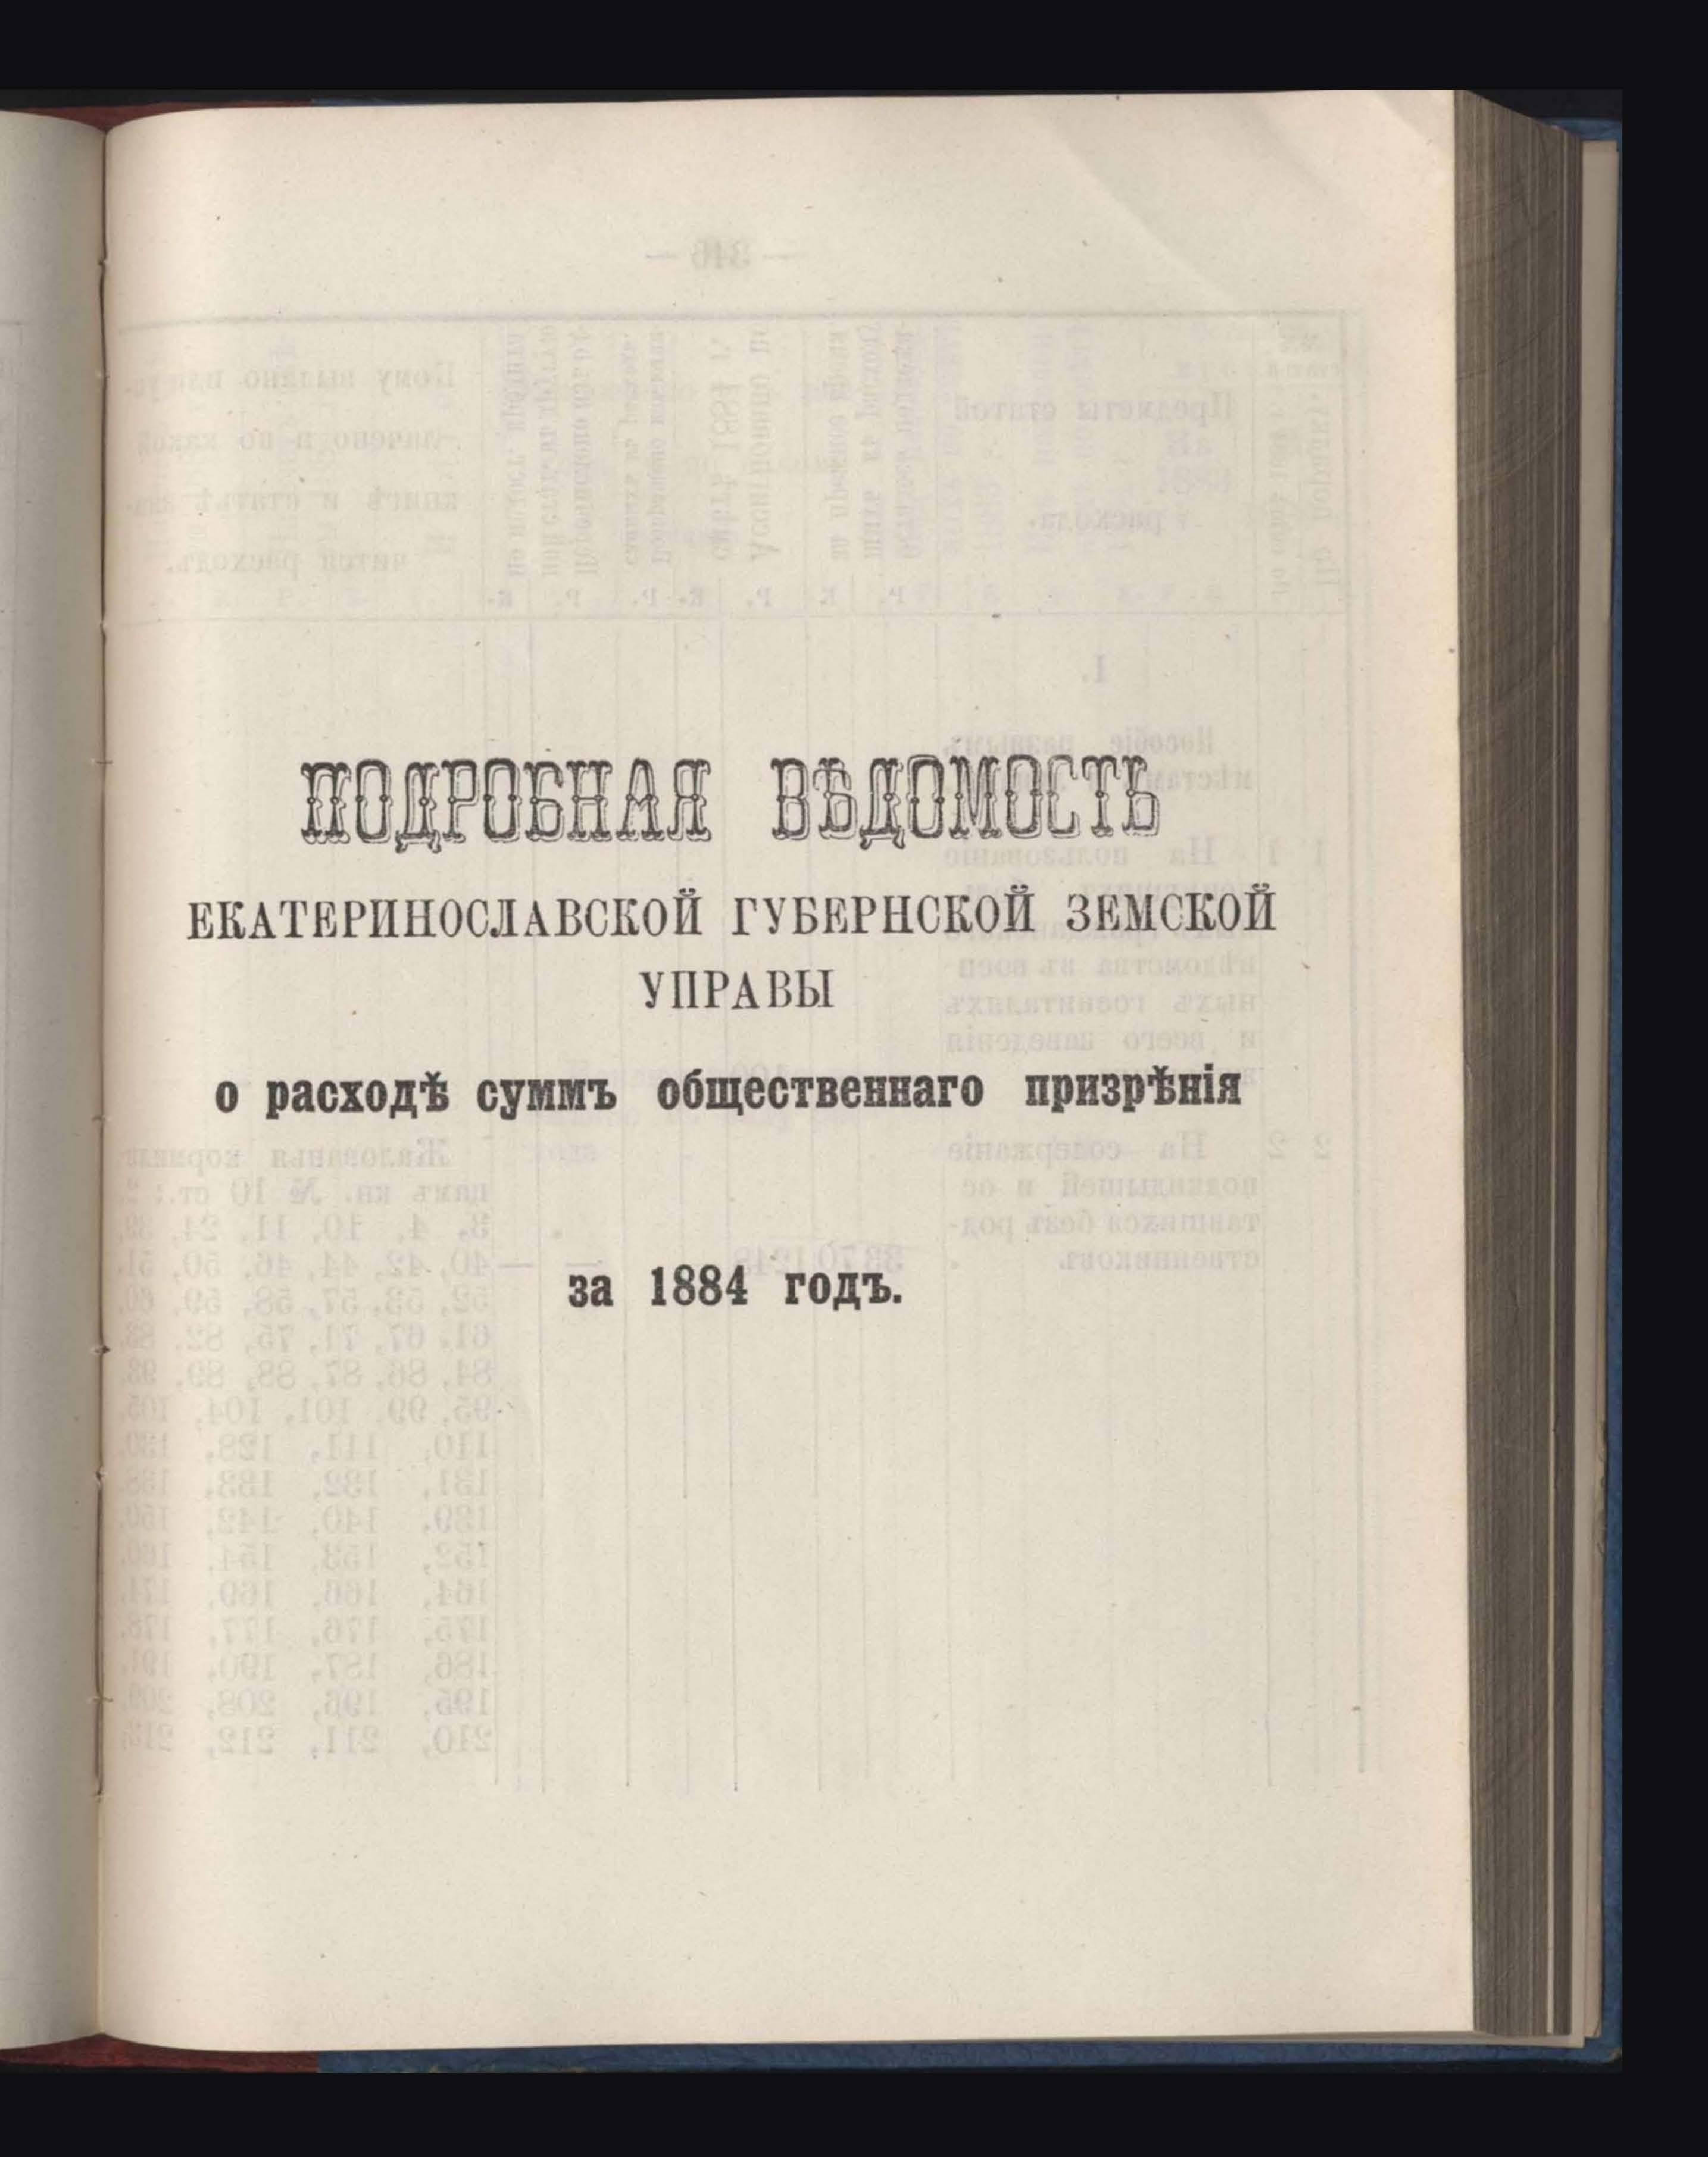 ПОДРОБНАЯ ВѢДОМОСТЬ
ЕКАТЕРИНОСЛАВСКОЙ ГУБЕРНСКОЙ ЗЕМСКОЙ
УПРАВЫ
о расходѣ суммъ общественнаго призрѣнія
за 1884 годъ.